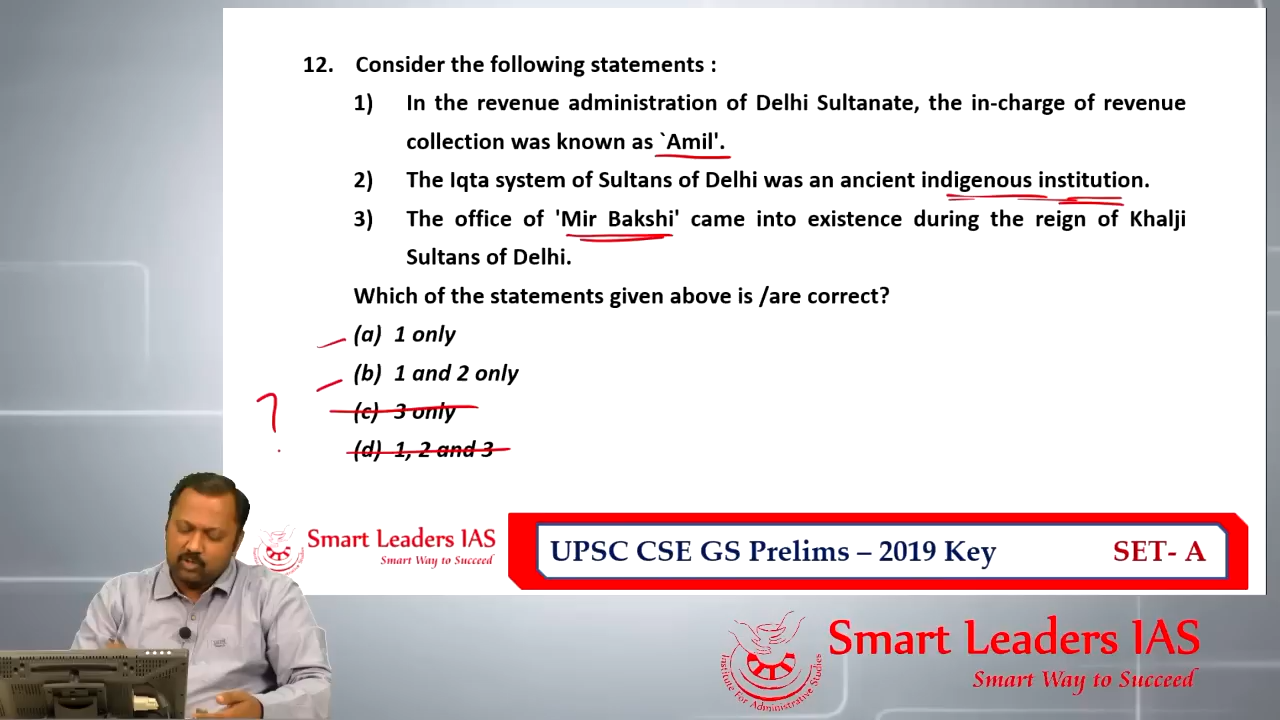 12. Consider the following statements :
1) In the revenue administration of Delhi Sultanate, the in-charge of revenue
collection was known as `Amil'.
2) The Iqta system of Sultans of Delhi was an ancient indigenous institution.
3) The office of 'Mir Bakshi' came into existence during the reign of Khalji
Sultans of Delhi.
Which of the statements given above is /are correct?
(a) 1 only
(b) 1 and 2 only
(c) 3 only
(d) 1, 2 and 3
?
Smart Leaders IAS
Smart Way to Succeed
UPSC CSE GS Prelims – 2019 Key SET- A
Smart Leaders IAS
Smart Way to Succeed
Institute For Administrative Studies